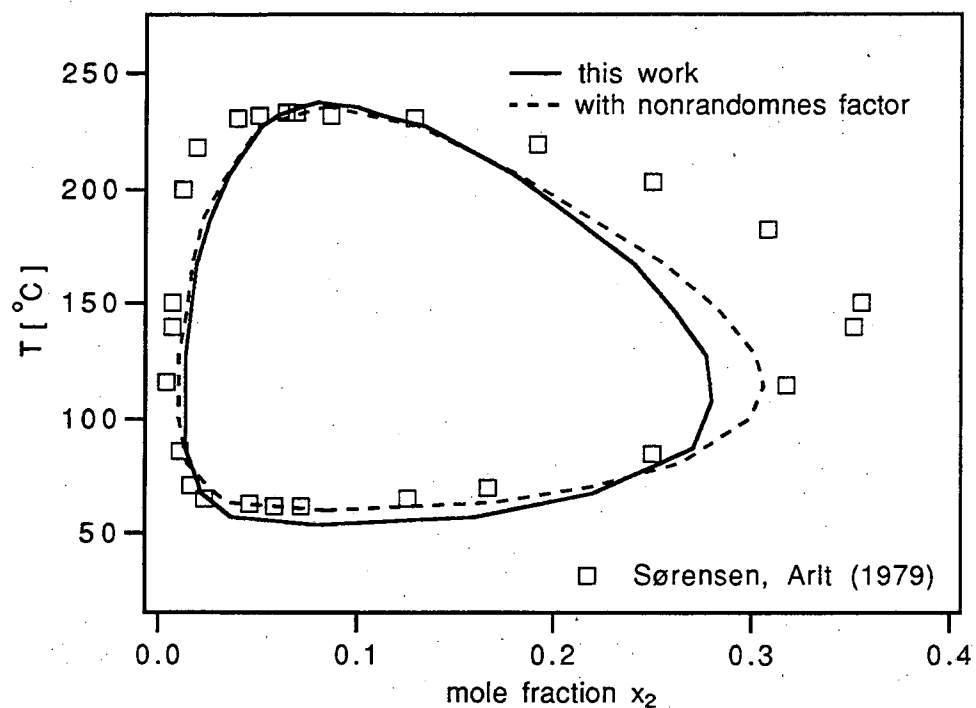 250
200
150
100
50
T [ °C]
this work
with nonrandomnes factor
Sørensen, Arlt (1979)
0.0
0.1
0.2
0.3
0.4
mole fraction x₂